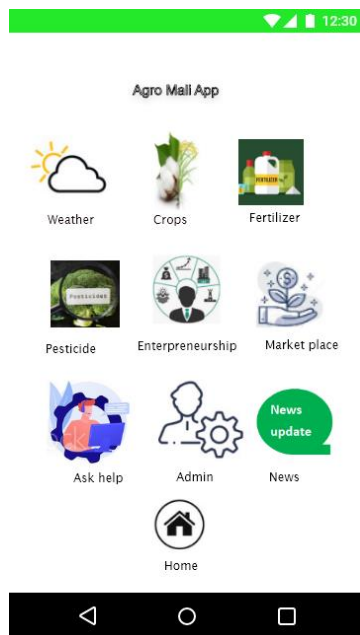 12:30
Agro Mali App
Weather
Crops
FERTILIZER
Fertilizer
Pesticides
Pesticide
Enterpreneurship
Market place
News
update
Ask help
Admin
News
Home